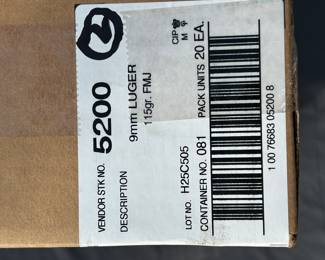 VENDOR STK NO. 5200
DESCRIPTION 9mm LUGER
115gr. FMJ
CIP
M
LOT NO. H25C505
CONTAINER NO. 081 PACK UNITS 20 EA.
1 00 76683 05200 8